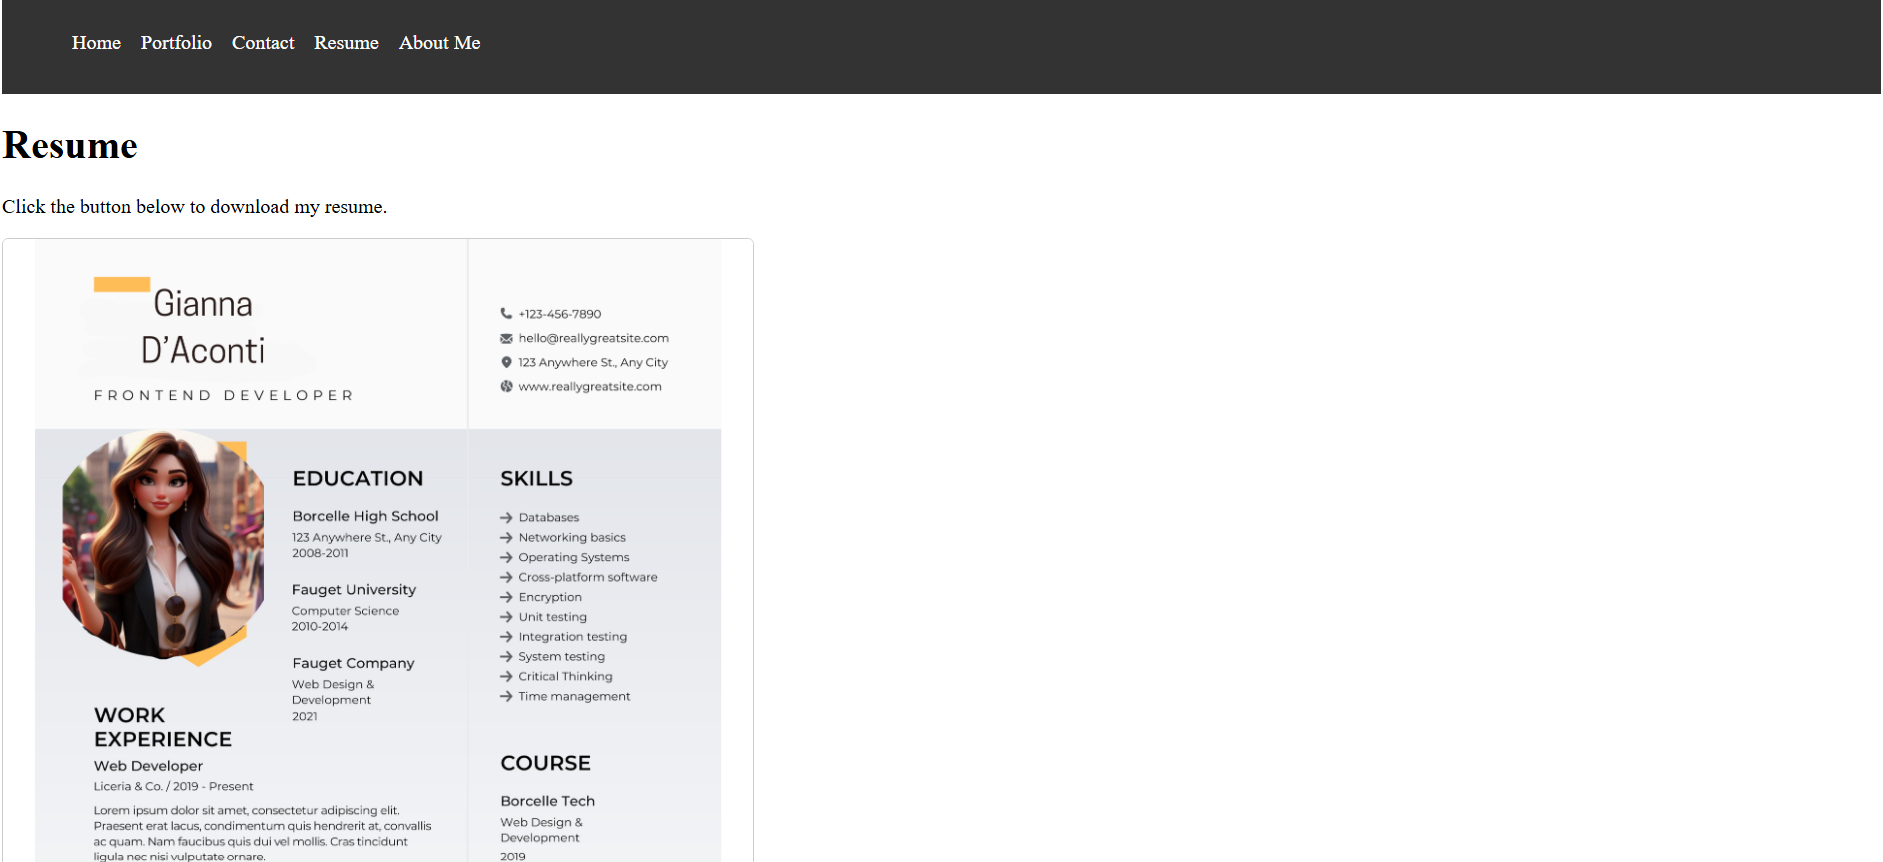 Home Portfolio Contact Resume About Me
Resume
Click the button below to download my resume.
Gianna
D'Aconti
FRONTEND DEVELOPER
+123-456-7890
hello@reallygreatsite.com
123 Anywhere St., Any City
www.reallygreatsite.com
EDUCATION
Borcelle High School
123 Anywhere St., Any City
2008-2011
Fauget University
Computer Science
2010-2014
Fauget Company
Web Design &
Development
2021
SKILLS
Databases
Networking basics
Operating Systems
Cross-platform software
Encryption
Unit testing
Integration testing
System testing
Critical Thinking
Time management
WORK
EXPERIENCE
Web Developer
Liceria & Co. / 2019 - Present
Lorem ipsum dolor sit amet, consectetur adipiscing elit.
Praesent erat lacus, condimentum quis hendrerit at, convallis
ac quam. Nam faucibus quis dui vel mollis. Cras tincidunt
ligula nec nisi vulputate ornare.
COURSE
Borcelle Tech
Web Design &
Development
2019